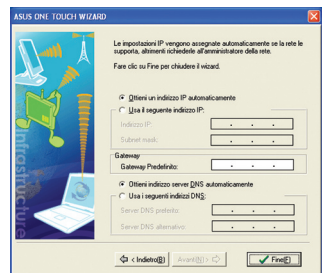 ASUS ONE TOUCH WIZARD
Le impostazioni IP vengono assegnate automaticamente se la rete le
supporta, altrimenti richiederle all'amministratore della rete.
Fare clic su Fine per chiudere il wizard.
Ottieni un indirizzo IP automaticamente
Usa il seguente indirizzo IP:
Indirizzo IP:
Subnet mask:
Gateway
Gateway Predefinito:
Ottieni indirizzo server DNS automaticamente
Usa i seguenti indirizzi DNS:
Server DNS preferito:
Server DNS alternativo:
Infrastructure
< Indietro(B)
Avanti(N) >
Fine(F)